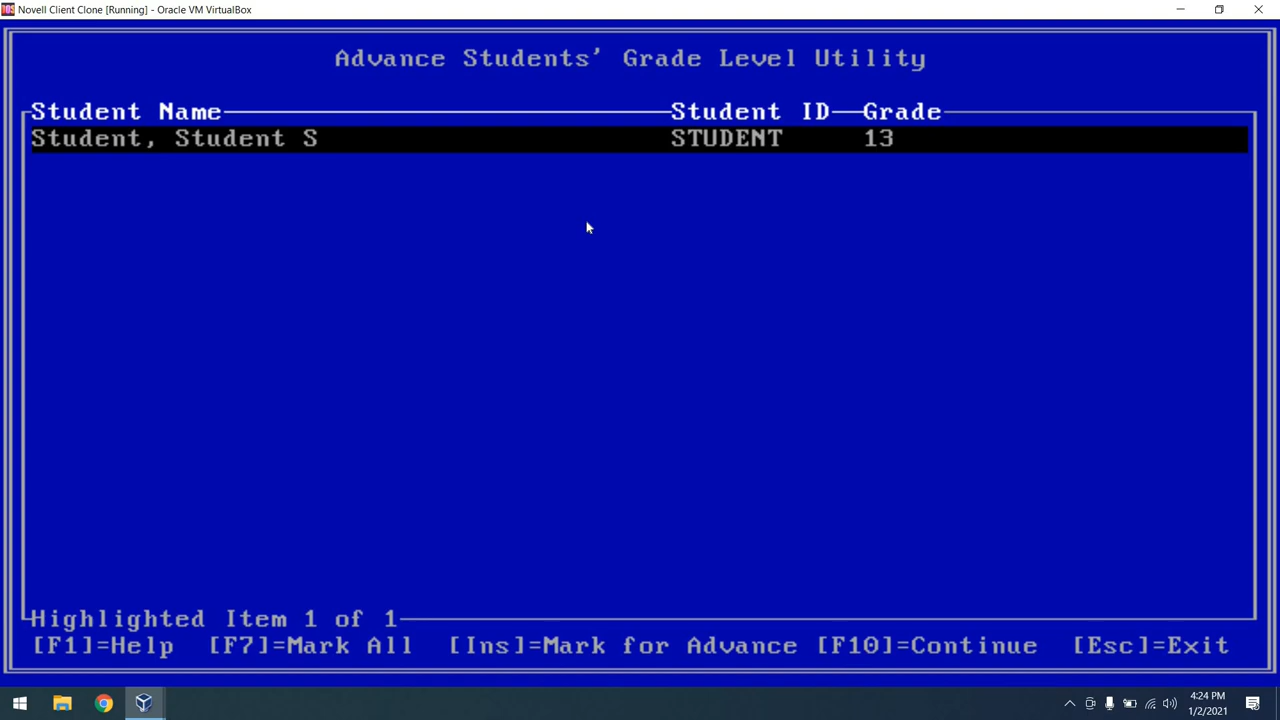 Novell Client Clone [Running] - Oracle VM VirtualBox
Advance Students' Grade Level Utility
Student Name Student ID Grade
Student, Student S STUDENT 13
Highlighted Item 1 of 1
[F1]=Help [F7]=Mark All [Ins]=Mark for Advance [F10]=Continue [Esc]=Exit
4:24 PM
1/2/2021